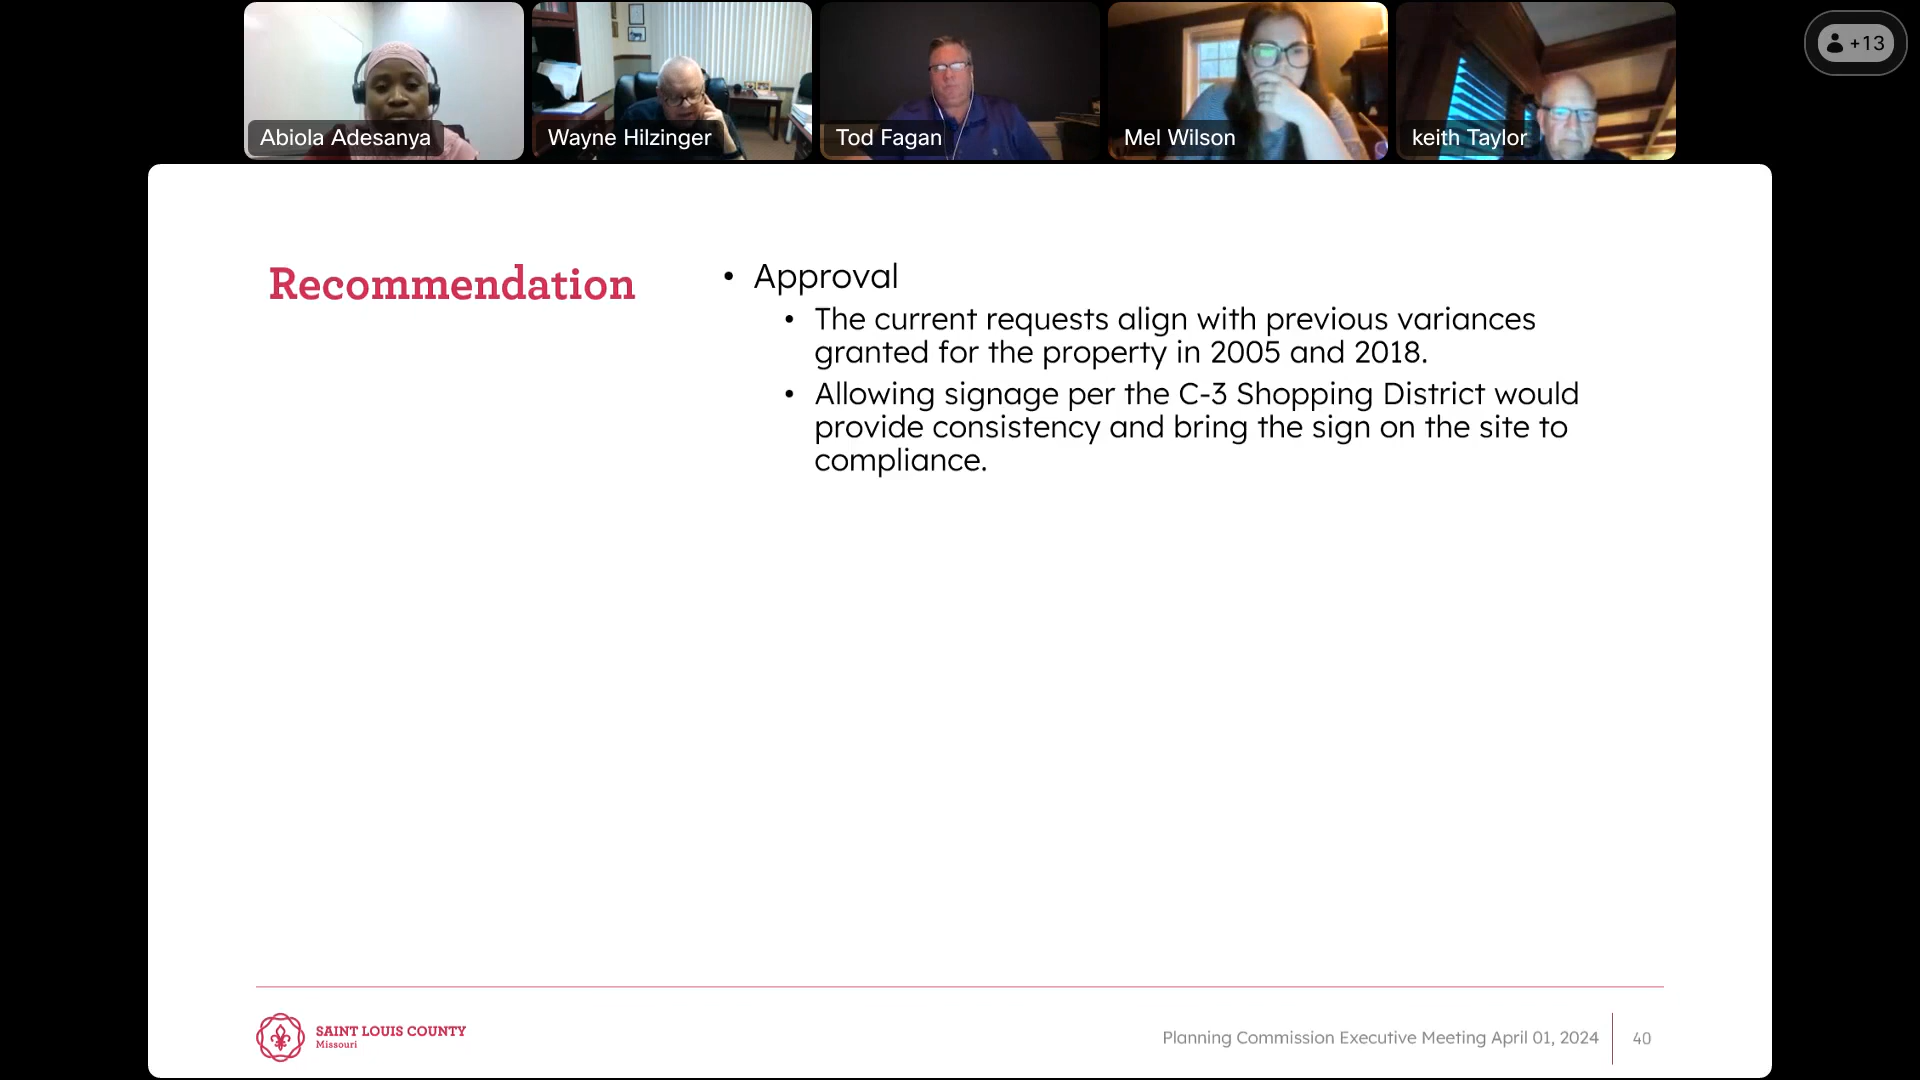 +13
Abiola Adesanya
Wayne Hilzinger
Tod Fagan
Mel Wilson
keith Taylor
Recommendation
• Approval
• The current requests align with previous variances
granted for the property in 2005 and 2018.
• Allowing signage per the C-3 Shopping District would
provide consistency and bring the sign on the site to
compliance.
SAINT LOUIS COUNTY
Missouri
Planning Commission Executive Meeting April 01, 2024
40